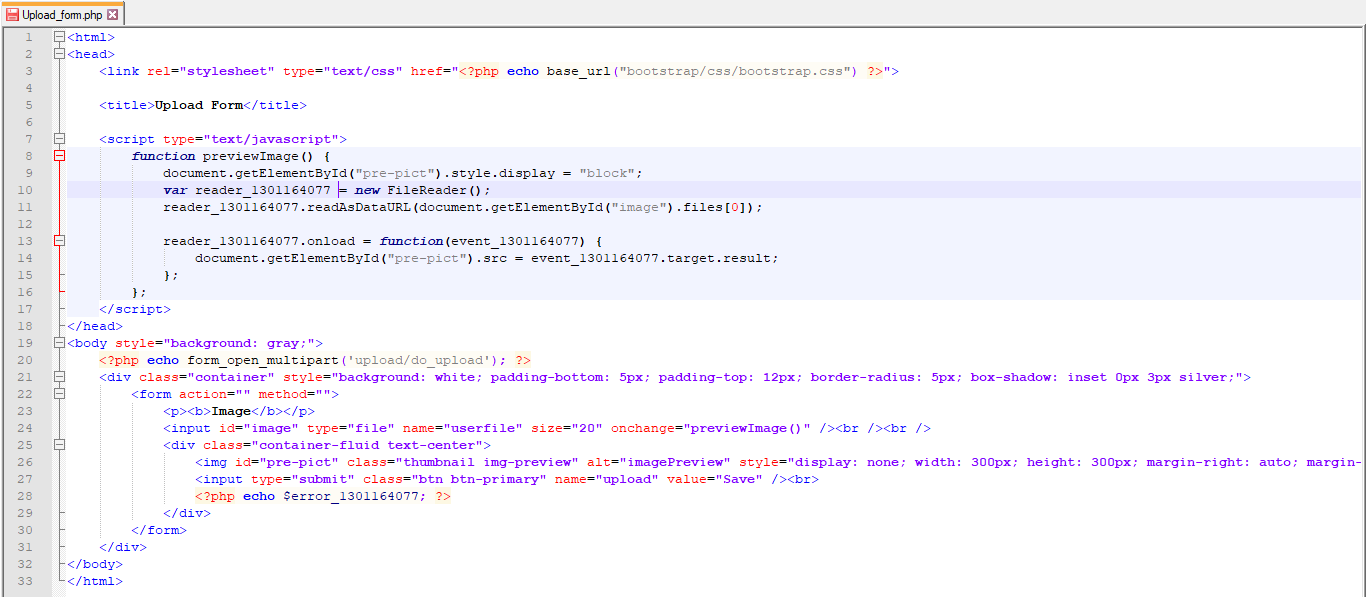 Upload_form.php
1 <html>
2 <head>
3 <link rel="stylesheet" type="text/css" href="<?php echo base_url("bootstrap/css/bootstrap.css") ?>">
4
5 <title>Upload Form</title>
6
7 <script type="text/javascript">
8 function previewImage() {
9 document.getElementById("pre-pict").style.display = "block";
10 var reader_1301164077 = new FileReader();
11 reader_1301164077.readAsDataURL(document.getElementById("image").files[0]);
12
13 reader_1301164077.onload = function(event_1301164077) {
14 document.getElementById("pre-pict").src = event_1301164077.target.result;
15 };
16 };
17 </script>
18 </head>
19 <body style="background: gray;">
20 <?php echo form_open_multipart('upload/do_upload'); ?>
21 <div class="container" style="background: white; padding-bottom: 5px; padding-top: 12px; border-radius: 5px; box-shadow: inset 0px 3px silver;">
22 <form action="" method="">
23 <p><b>Image</b></p>
24 <input id="image" type="file" name="userfile" size="20" onchange="previewImage()" /><br /><br />
25 <div class="container-fluid text-center">
26 <img id="pre-pict" class="thumbnail img-preview" alt="imagePreview" style="display: none; width: 300px; height: 300px; margin-right: auto; margin-
27 <input type="submit" class="btn btn-primary" name="upload" value="Save" /><br>
28 <?php echo $error_1301164077; ?>
29 </div>
30 </form>
31 </div>
32 </body>
33 </html>